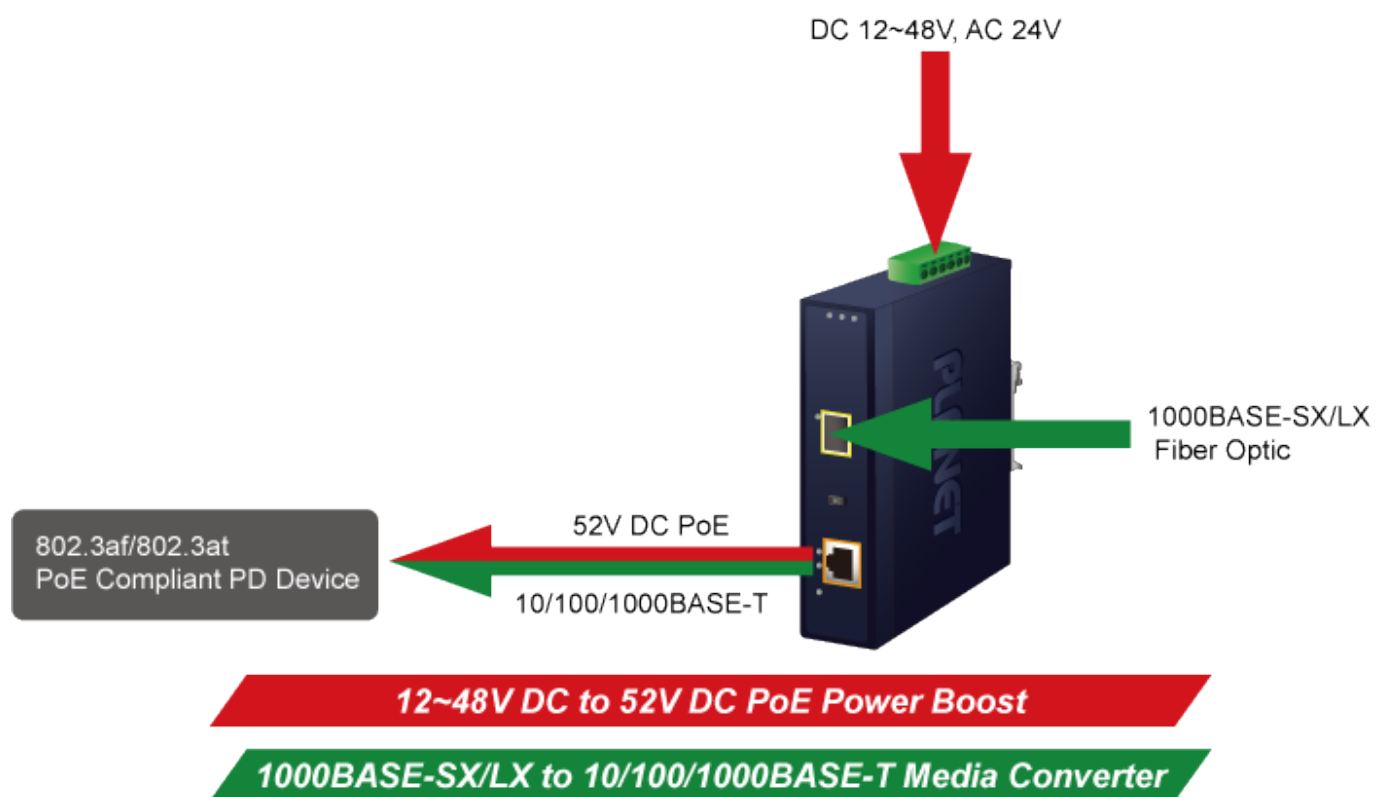 DC 12~48V, AC 24V
PLANET
1000BASE-SX/LX
Fiber Optic
52V DC PoE
802.3af/802.3at
PoE Compliant PD Device
10/100/1000BASE-T
12~48V DC to 52V DC PoE Power Boost
1000BASE-SX/LX to 10/100/1000BASE-T Media Converter